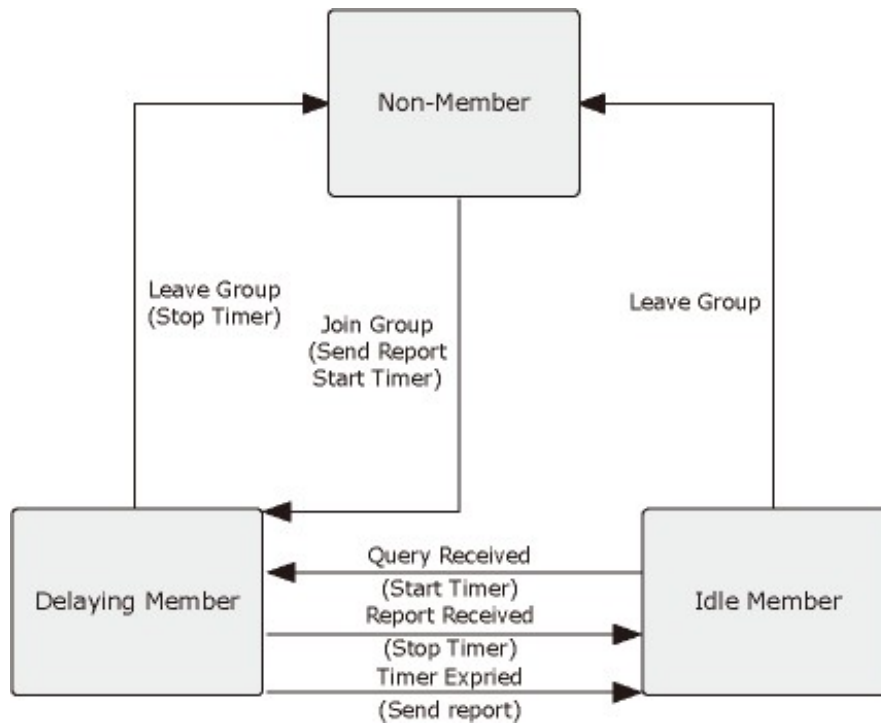 Non-Member
Leave Group
(Stop Timer)
Join Group
(Send Report
Start Timer)
Leave Group
Delaying Member
Query Received
(Start Timer)
Report Received
(Stop Timer)
Timer Expried
(Send report)
Idle Member